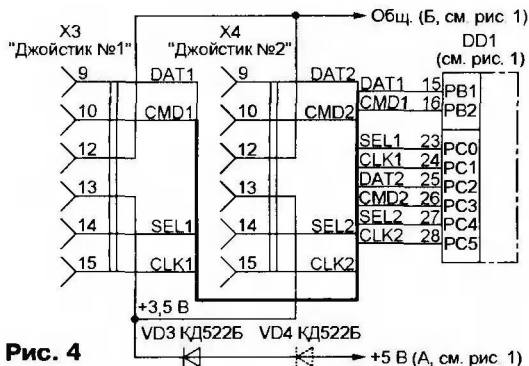 Общ. (Б, см. рис. 1)
X3
"Джойстик №1"
X4
"Джойстик №2"
DD1
(см. рис. 1)
9 DAT1
10 CMD1
12
13
14 SEL1
15 CLK1
+3,5 В
9 DAT2
10 CMD2
12
13
14 SEL2
15 CLK2
DAT1 15 PB1
CMD1 16 PB2
SEL1 23 PC0
CLK1 24 PC1
DAT2 25 PC2
CMD2 26 PC3
SEL2 27 PC4
CLK2 28 PC5
VD3 КД522Б
VD4 КД522Б
+5 В (А, см. рис. 1)
Рис. 4